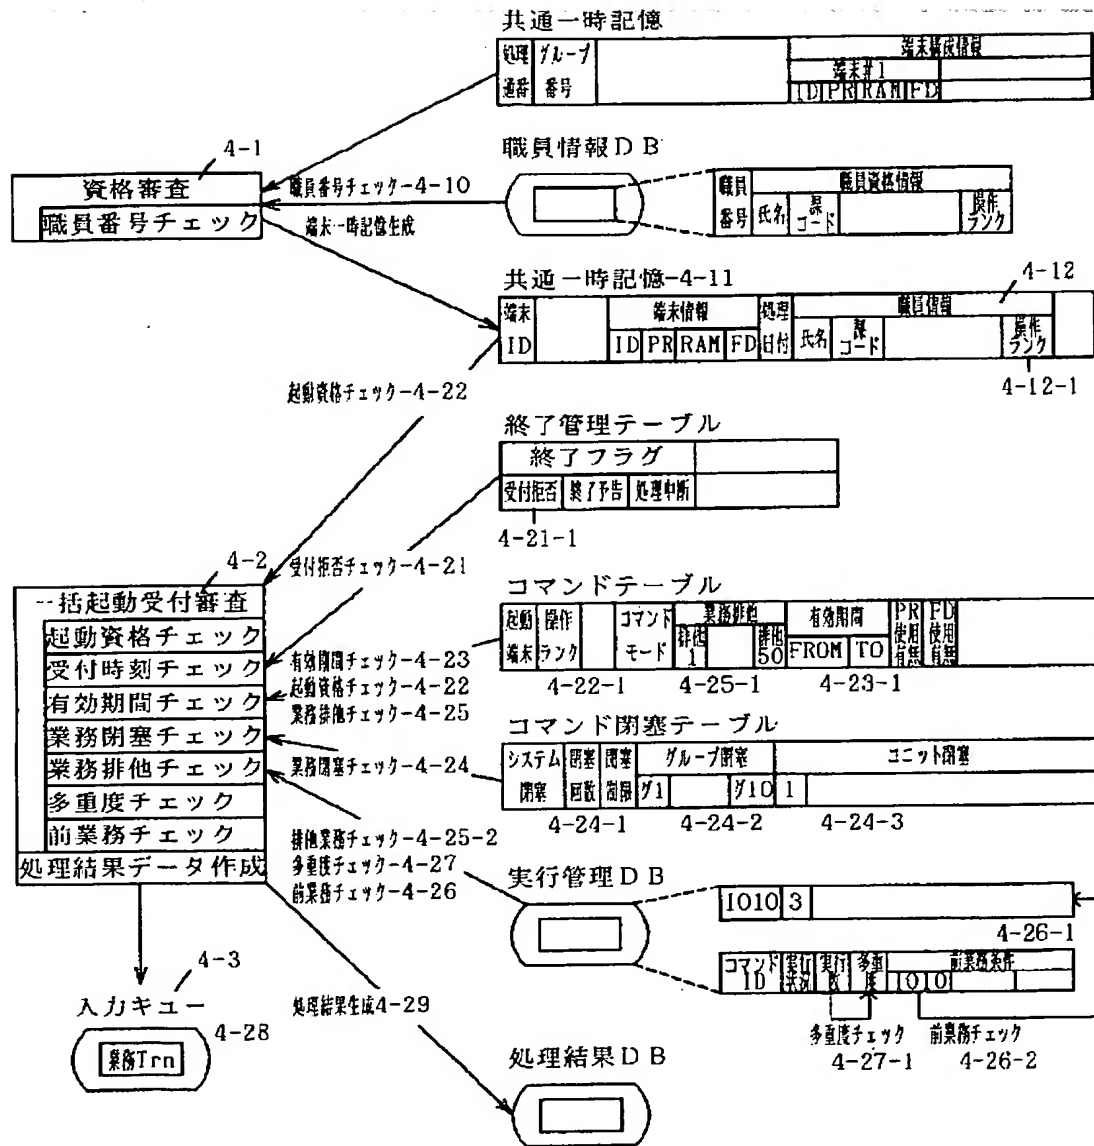 共通一時記憶
処理 グループ 端末構成情報
通番 番号 端末#1
ID PR RAM FD
4-1
職員情報DB
資格審査
職員番号チェック
職員番号チェック-4-10
端末一時記憶生成
職員 職員資格情報
番号 氏名 課コード 操作ランク
共通一時記憶-4-11
4-12
端末 端末情報 処理 職員情報
ID ID PR RAM FD 日付 氏名 課コード 操作ランク
4-12-1
起動資格チェック-4-22
終了管理テーブル
終了フラグ
受付拒否 終了予告 処理中断
4-21-1
4-2
受付拒否チェック-4-21
一括起動受付審査
起動資格チェック
受付時刻チェック
有効期間チェック
業務閉塞チェック
業務排他チェック
多重度チェック
前業務チェック
処理結果データ作成
コマンドテーブル
起動 操作 コマンド 業務排他 有効期間 PR FD
端末 ランク モード 排他1 排他50 FROM TO 使用有無 使用有無
4-22-1 4-25-1 4-23-1
有効期間チェック-4-23
起動資格チェック-4-22
業務排他チェック-4-25
コマンド閉塞テーブル
業務閉塞チェック-4-24
システム 閉塞 閉塞 グループ閉塞 ユニット閉塞
閉塞 回数 制限 グ1 グ10 1
4-24-1 4-24-2 4-24-3
排他業務チェック-4-25-2
多重度チェック-4-27
前業務チェック-4-26
実行管理DB
1010 3
4-26-1
コマンドID 実行状況 実行数 多重度 前業務条件
1010
多重度チェック 前業務チェック
4-27-1 4-26-2
4-3
入力キュー
4-28
業務Trn
処理結果生成4-29
処理結果DB